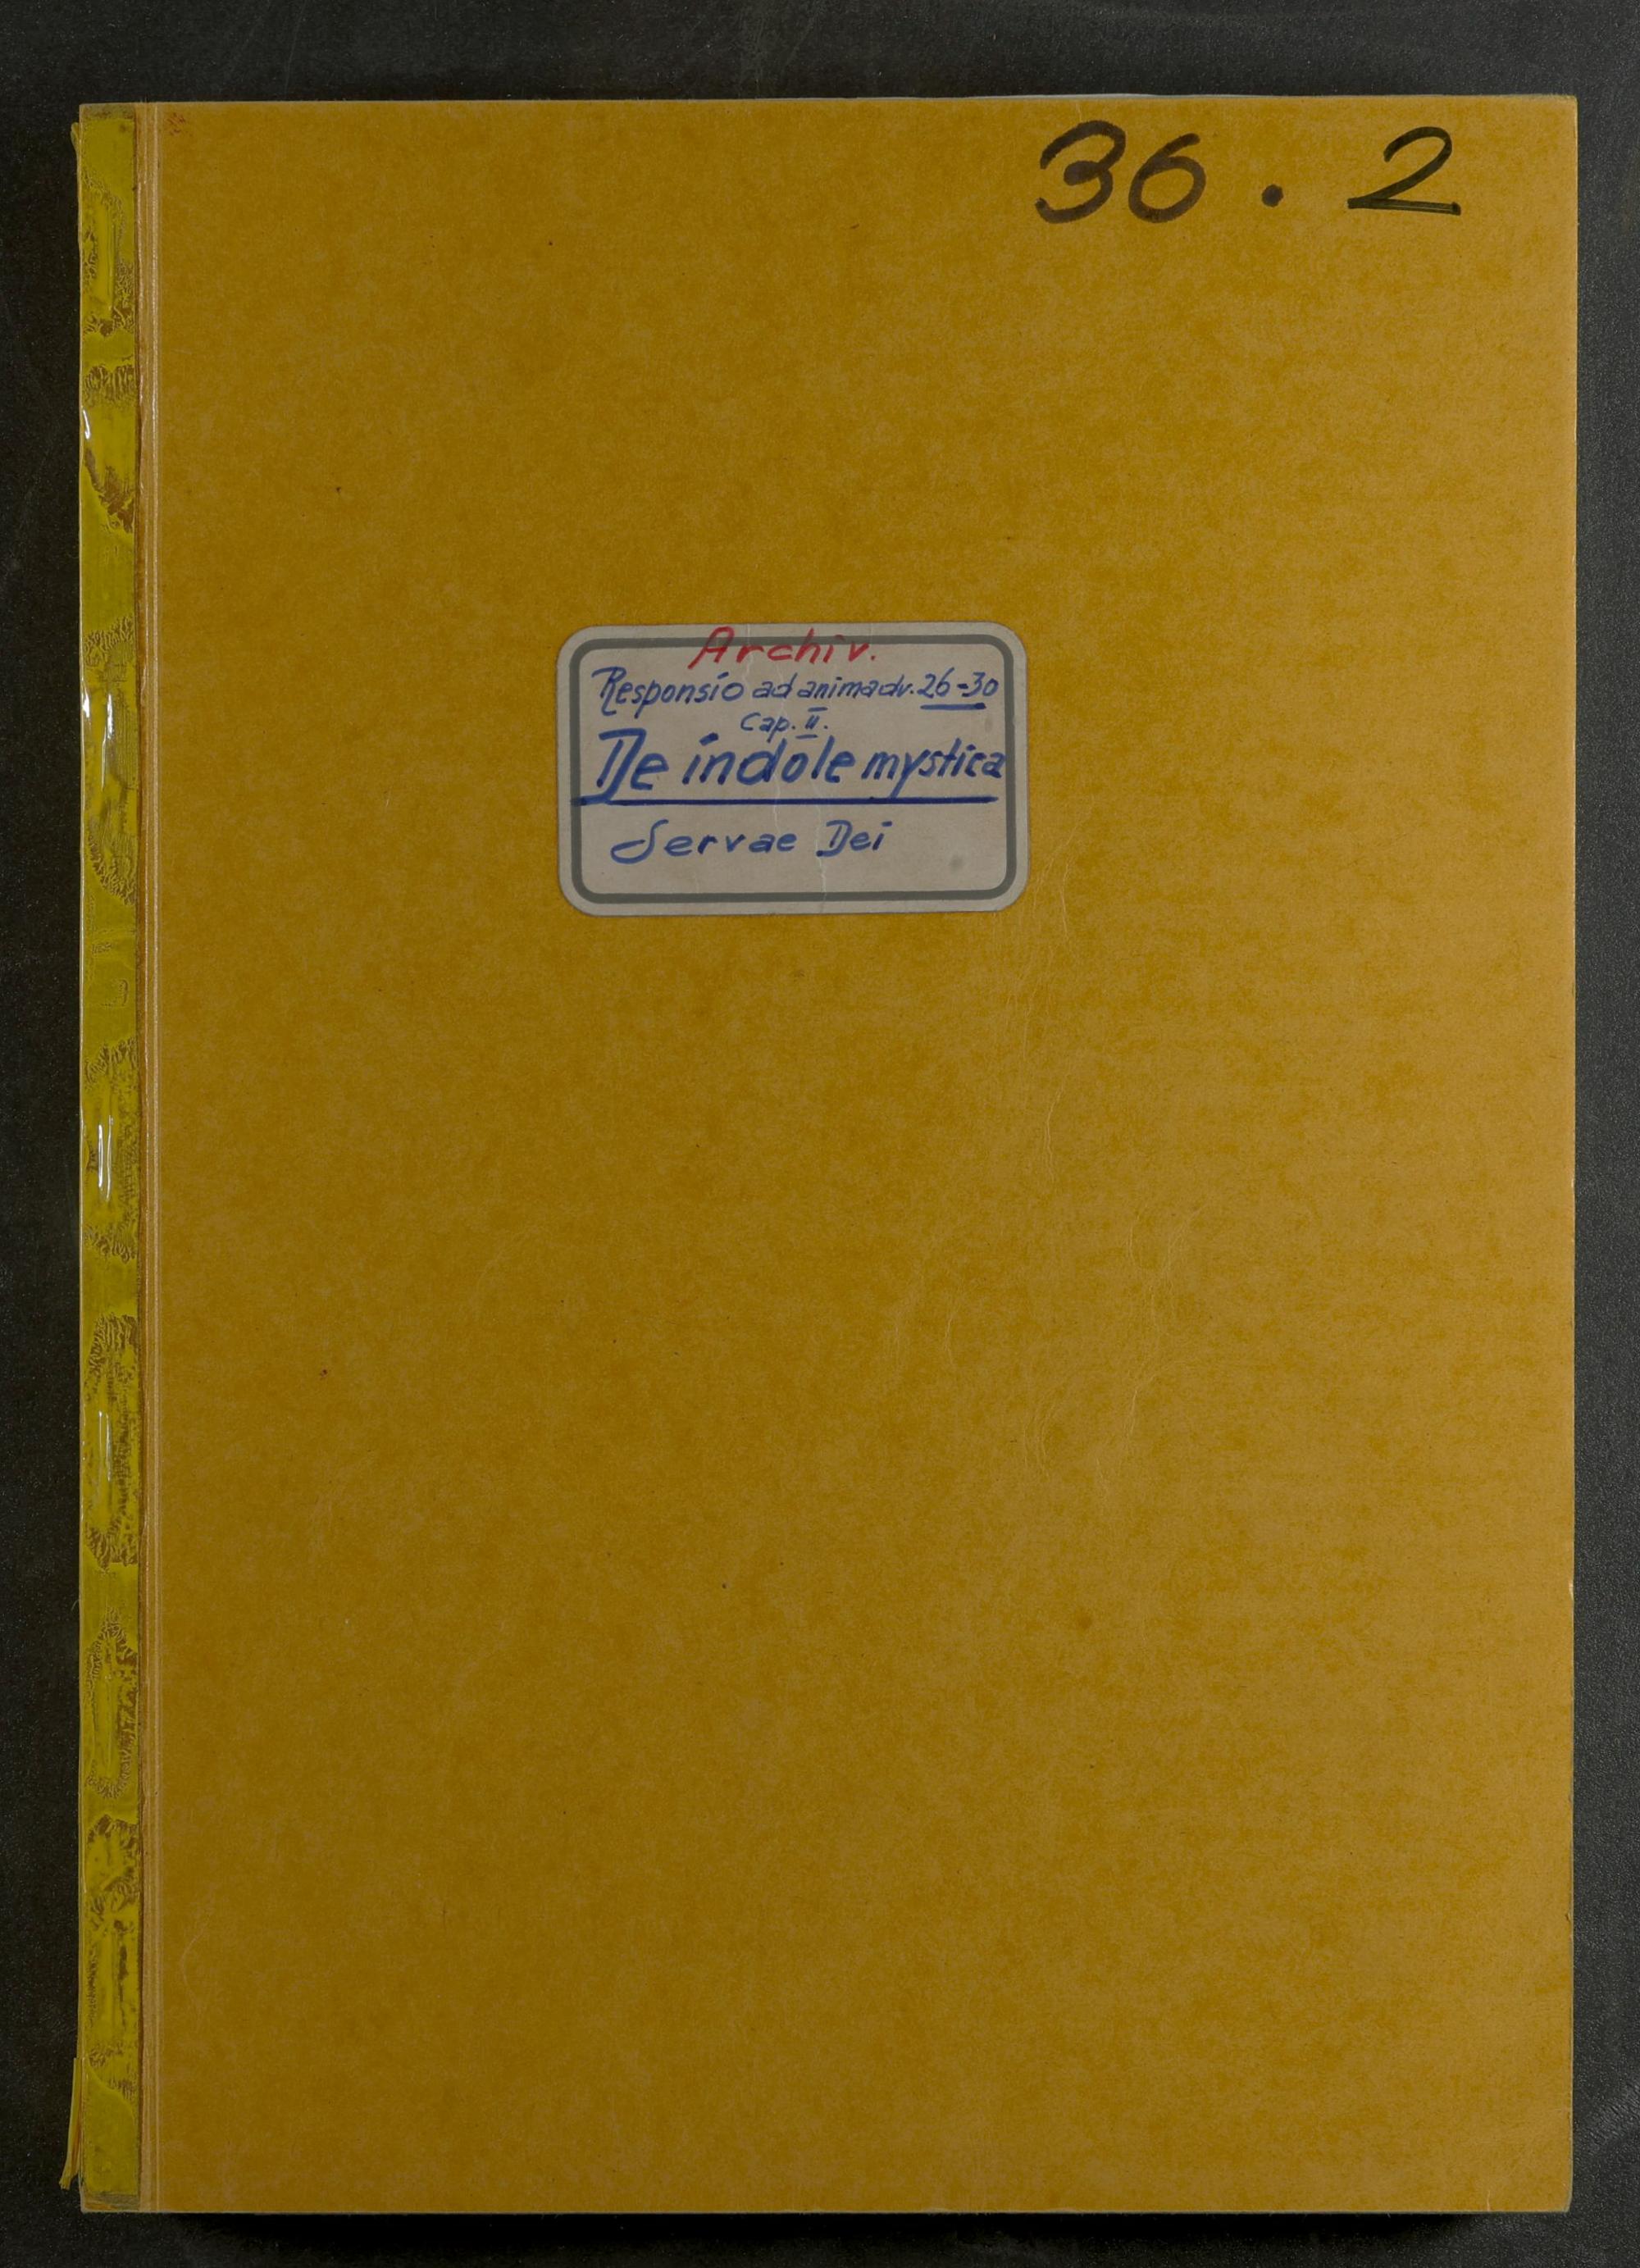 36 . 2
Archiv.
Responsio ad animadv. 26-30
Cap. II.
De indole mystica
Servae Dei